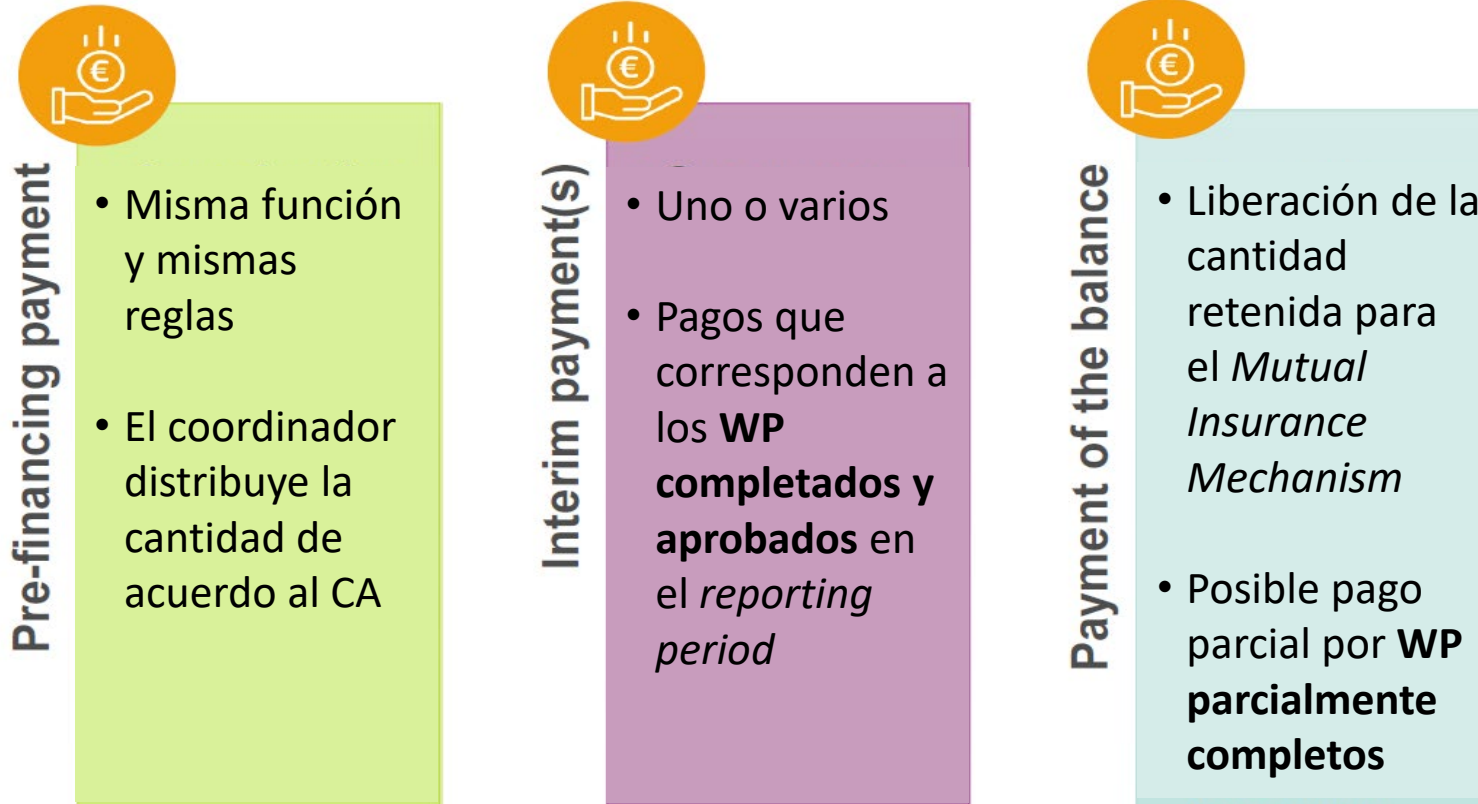 Pre-financing payment
• Misma función
y mismas
reglas
• El coordinador
distribuye la
cantidad de
acuerdo al CA
Interim payment(s)
• Uno o varios
• Pagos que
corresponden a
los WP
completados y
aprobados en
el reporting
period
Payment of the balance
• Liberación de la
cantidad
retenida para
el Mutual
Insurance
Mechanism
• Posible pago
parcial por WP
parcialmente
completos